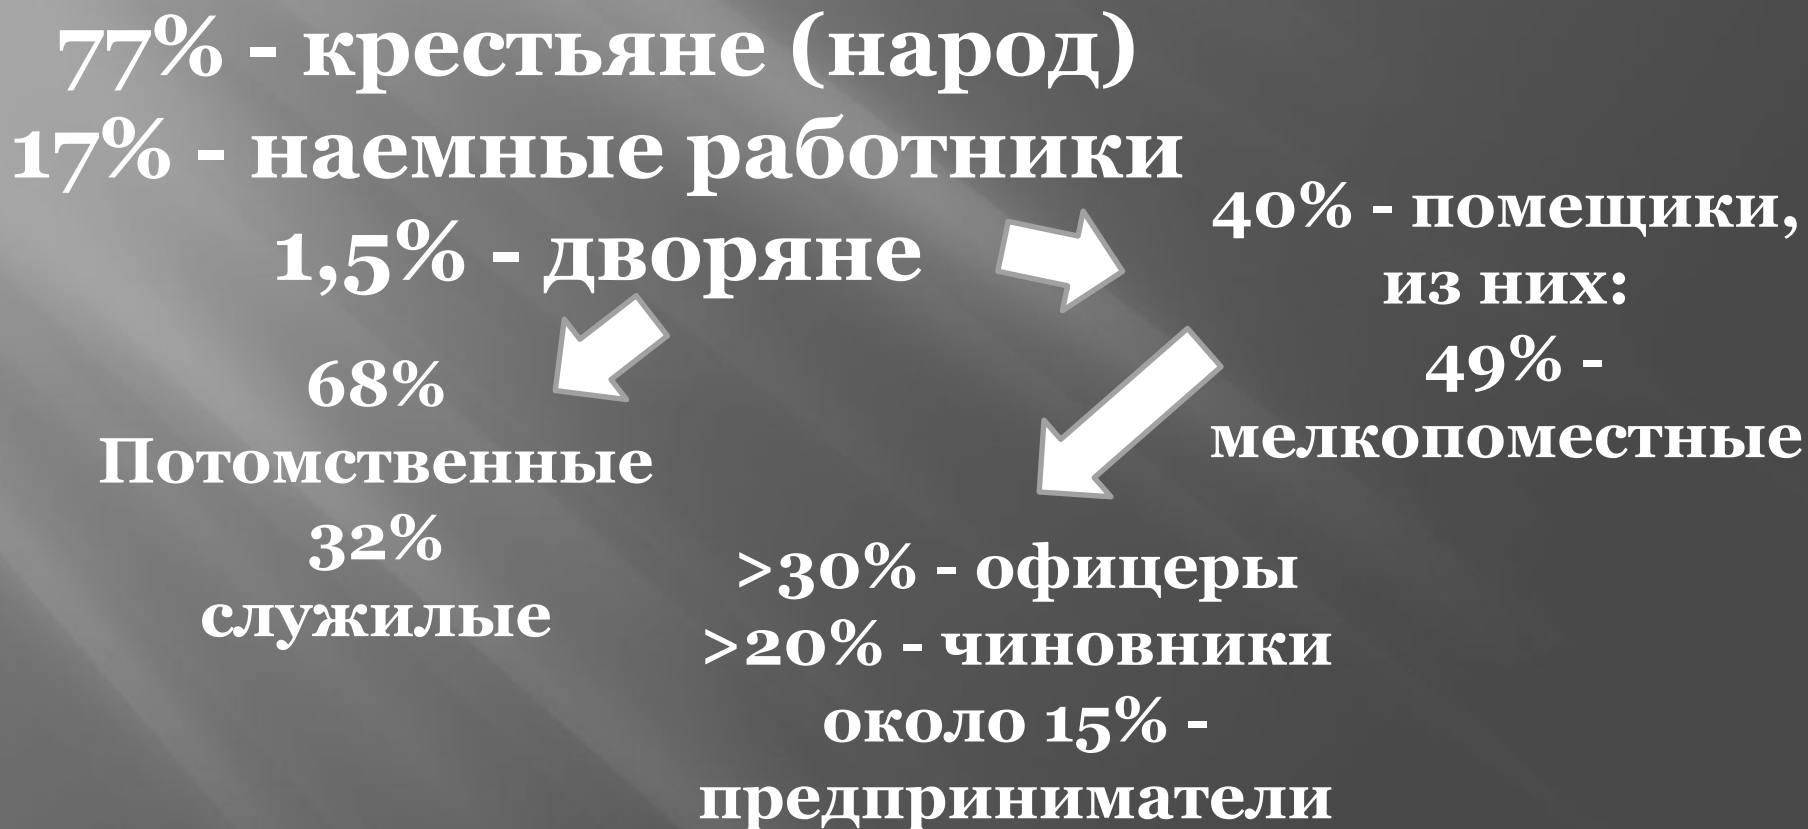 77% - крестьяне (народ)
17% - наемные работники
1,5% - дворяне
68%
Потомственные
32%
служилые
40% - помещики,
из них:
49% -
мелкопоместные
>30% - офицеры
>20% - чиновники
около 15% -
предприниматели